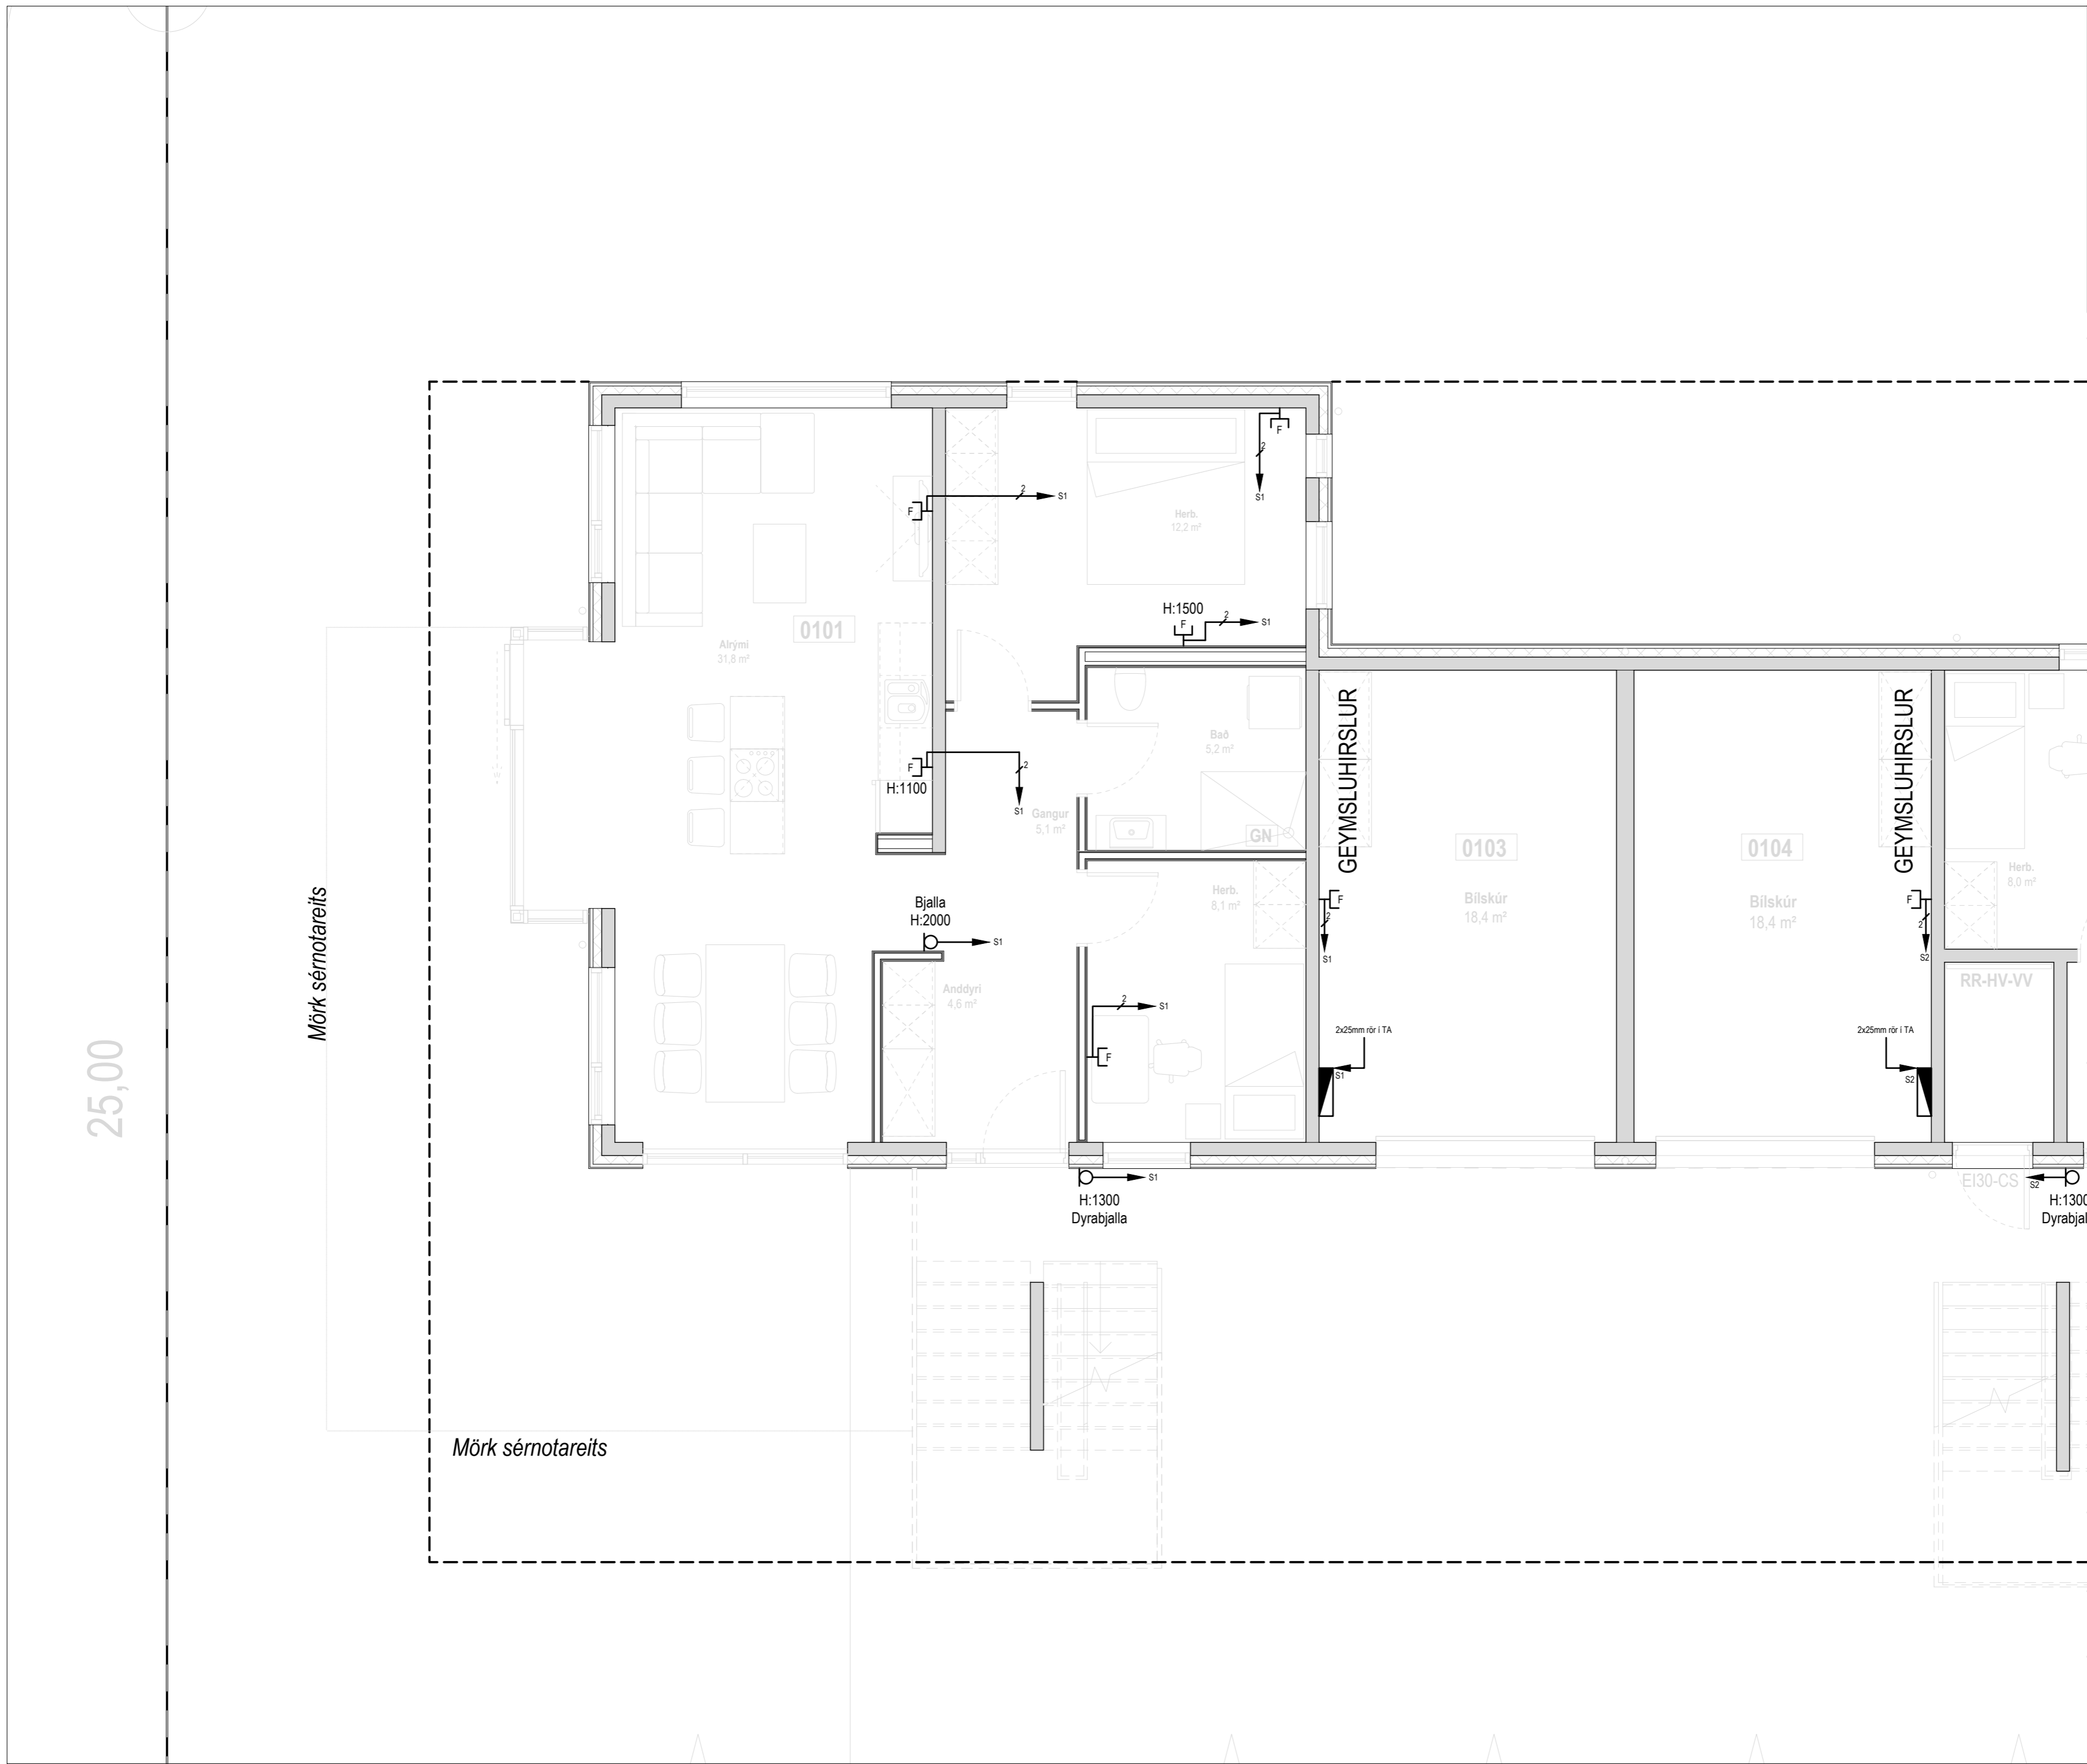 F
2
S1
F
2
S1
Herb.
12,2 m²
H:1500
F
2
S1
0101
Alrými
31,6 m²
GEYMSLUHIRSLUR
GEYMSLUHIRSLUR
Bað
5,2 m²
F
H:1100
2
S1
Gangur
5,1 m²
GN
0103
0104
Herb.
8,1 m²
Herb.
8,0 m²
Bílskúr
18,4 m²
Bílskúr
18,4 m²
F
2
S1
F
2
S2
Bjalla
H:2000
S1
Mörk sérnotareits
Anddyri
4,6 m²
RR-HV-VV
2
S1
F
2x25mm rör í TA
S1
2x25mm rör í TA
S2
25,00
S1
H:1300
Dyrabjalla
EI30-CS
S2
H:1300
Dyrabjal
Mörk sérnotareits